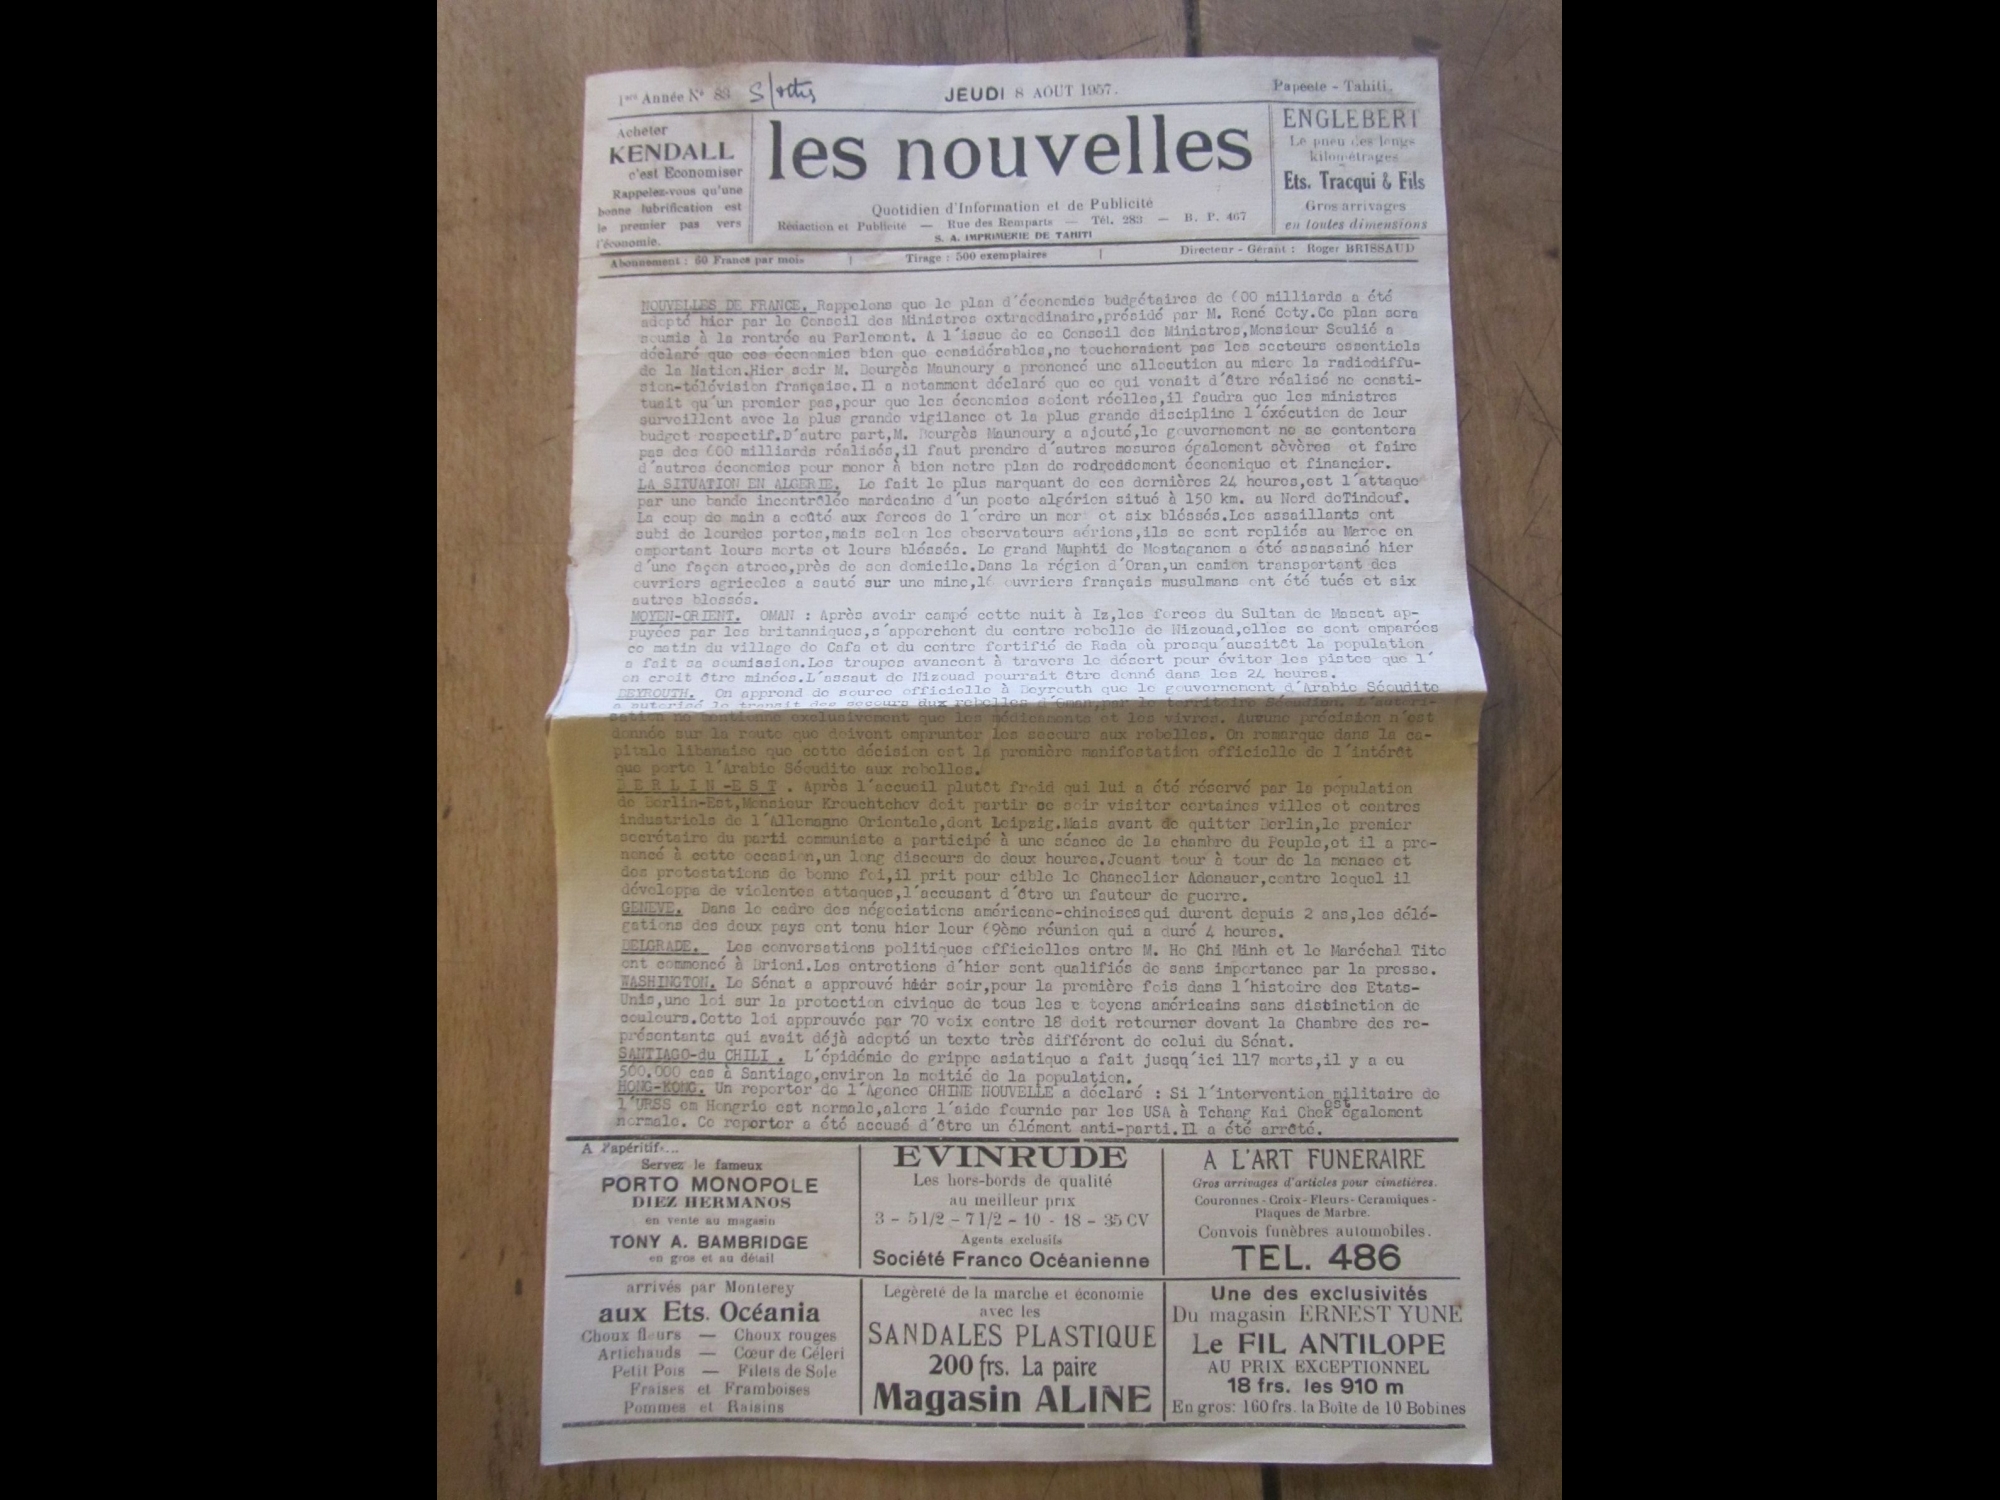 1ère Année N° 83
JEUDI 8 AOUT 1957.
Papeete - Tahiti.
Acheter
KENDALL
c'est Economiser
Rappelez-vous qu'une
bonne lubrification est
le premier pas vers
l'économie.
les nouvelles
Quotidien d'Information et de Publicité
Rédaction et Publicité — Rue des Remparts — Tél. 283 — B. P. 467
S. A. IMPRIMERIE DE TAHITI
ENGLEBERT
Le pneu des longs
kilométrages
Ets. Tracqui & Fils
Gros arrivages
en toutes dimensions
Abonnement : 60 Francs par mois | Tirage : 500 exemplaires | Directeur - Gérant : Roger BRISSAUD
NOUVELLES DE FRANCE. Rappelons que le plan d'économies budgétaires de 600 milliards a été
adopté hier par le Conseil des Ministres extraodinaire,présidé par M. René Coty.Ce plan sera
soumis à la rentrée au Parlement. A l'issue de ce Conseil des Ministres,Monsieur Soulié a
déclaré que ces économies bien que considérables,ne toucheraient pas les secteurs essentiels
de la Nation.Hier soir M. Bourgès Maunoury a prononcé une allocution au micro la radiodiffu-
sion-télévision française.Il a notamment déclaré que ce qui venait d'être réalisé ne consti-
tuait qu'un premier pas,pour que les économies soient réelles,il faudra que les ministres
surveillent avec la plus grande vigilance et la plus grande discipline l'éxécution de leur
budget respectif.D'autre part,M. Bourgès Maunoury a ajouté,le gouvernement ne se contentera
pas des 600 milliards réalisés,il faut prendre d'autres mesures également sèvères et faire
d'autres économies pour mener à bien notre plan de redreddement économique et financier.
LA SITUATION EN ALGERIE. Le fait le plus marquant de ces dernières 24 heures,est l'attaque
par une bande incontrôlée marocaine d'un poste algérien situé à 150 km. au Nord deTindouf.
Le coup de main a coûté aux forces de l'ordre un mort et six bléssés.Les assaillants ont
subi de lourdes pertes,mais selon les observateurs aériens,ils se sont repliés au Maroc en
emportant leurs morts et leurs bléssés. Le grand Muphti de Mostaganem a été assassiné hier
d'une façon atroce,près de son domicile.Dans la région d'Oran,un camion transportant des
ouvriers agricoles a sauté sur une mine,16 ouvriers français musulmans ont été tués et six
autres blessés.
MOYEN-ORIENT. OMAN : Après avoir campé cette nuit à Iz,les forces du Sultan de Mascat ap-
puyées par les britanniques,s'apporchent du centre rebelle de Nizouad,elles se sont emparées
ce matin du village de Cafa et du centre fortifié de Rada où presqu'aussitôt la population
a fait sa soumission.Les troupes avancent à travers le désert pour éviter les pistes que l'
on croit être minées.L'assaut de Nizouad pourrait être donné dans les 24 heures.
BEYROUTH. On apprend de source officielle à Beyrouth que le gouvernement d'Arabie Séoudite
a autorisé le transit des secours dux rebelles d'Oman,par le territoire Séoudien. L'autori-
sation ne mentionne exclusivement que les médicaments et les vivres. Auvune précision n'est
donnée sur la route que doivent emprunter les secours aux rebelles. On remarque dans la ca-
pitale libanaise que cette décision est la première manifestation officielle de l'intérêt
que porte l'Arabie Séoudite aux rebelles.
B E R L I N -E S T . Après l'accueil plutôt froid qui lui a été réservé par la population
de Berlin-Est,Monsieur Krouchtchev doit partir ce soir visiter certaines villes et centres
industriels de l'Allemagne Orientale,dont Leipzig.Mais avant de quitter Berlin,le premier
secrétaire du parti communiste a participé à une séance de la chambre du Peuple,et il a pro-
noncé à cette occasion,un long discours de deux heures.Jouant tour à tour de la menace et
des protestations de bonne foi,il prit pour cible le Chancelier Adenauer,contre lequel il
développa de violentes attaques,l'accusant d'être un fauteur de guerre.
GENEVE. Dans le cadre des négociations américano-chinoises qui durent depuis 2 ans,les délé-
gations des deux pays ont tenu hier leur 69ème réunion qui a duré 4 heures.
BELGRADE. Les conversations politiques officielles entre M. Ho Chi Minh et le Maréchal Tito
ont commencé à Brioni.Les entretiens d'hier sont qualifiés de sans importance par la presse.
WASHINGTON. Le Sénat a approuvé hier soir,pour la première fois dans l'histoire des Etats-
Unis,une loi sur la protection civique de tous les citoyens américains sans distinction de
couleurs.Cette loi approuvée par 70 voix contre 18 doit retourner devant la Chambre des re-
présentants qui avait déjà adopté un texte très différent de celui du Sénat.
SANTIAGO-du CHILI . L'épidémie de grippe asiatique a fait jusqq'ici 117 morts,il y a eu
500.000 cas à Santiago,environ la moitié de la population.
HONG-KONG. Un reporter de l'Agence CHINE NOUVELLE a déclaré : Si l'intervention militaire de
l'URSS em Hongrie est normale,alors l'aide fournie par les USA à Tchang Kai Chek est également
normale. Ce reporter a été accusé d'être un élément anti-parti.Il a été arrêté.
A l'apéritif....
Servez le fameux
PORTO MONOPOLE
DIEZ HERMANOS
en vente au magasin
TONY A. BAMBRIDGE
en gros et au détail
EVINRUDE
Les hors-bords de qualité
au meilleur prix
3 - 5 1/2 - 7 1/2 - 10 - 18 - 35 CV
Agents exclusifs
Société Franco Océanienne
A L'ART FUNERAIRE
Gros arrivages d'articles pour cimetières.
Couronnes - Croix - Fleurs - Ceramiques -
Plaques de Marbre.
Convois funèbres automobiles.
TEL. 486
arrivés par Monterey
aux Ets. Océania
Choux fleurs — Choux rouges
Artichauds — Cœur de Céleri
Petit Pois — Filets de Sole
Fraises et Framboises
Pommes et Raisins
Légèreté de la marche et économie
avec les
SANDALES PLASTIQUE
200 frs. La paire
Magasin ALINE
Une des exclusivités
Du magasin ERNEST YUNE
Le FIL ANTILOPE
AU PRIX EXCEPTIONNEL
18 frs. les 910 m
En gros: 160 frs. la Boîte de 10 Bobines